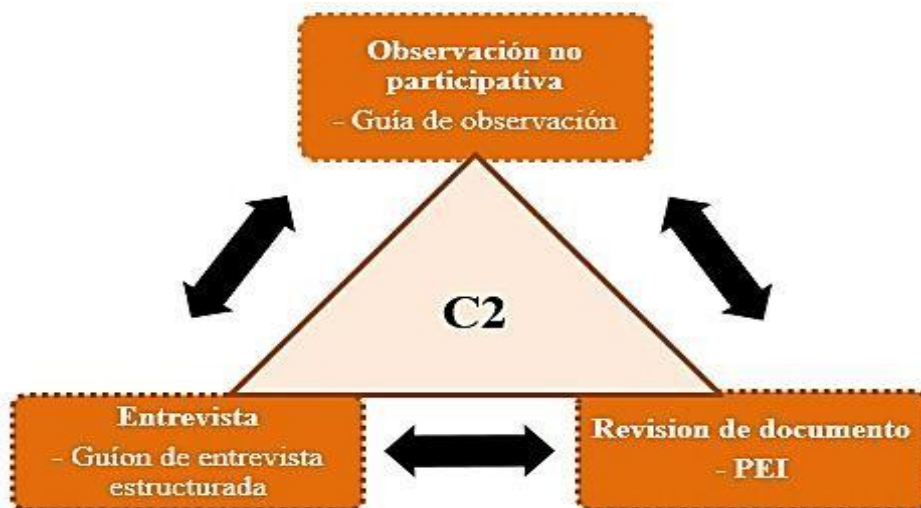 Observación no
participativa
- Guía de observación
C2
Entrevista
- Guíon de entrevista
estructurada
Revision de documento
- PEI